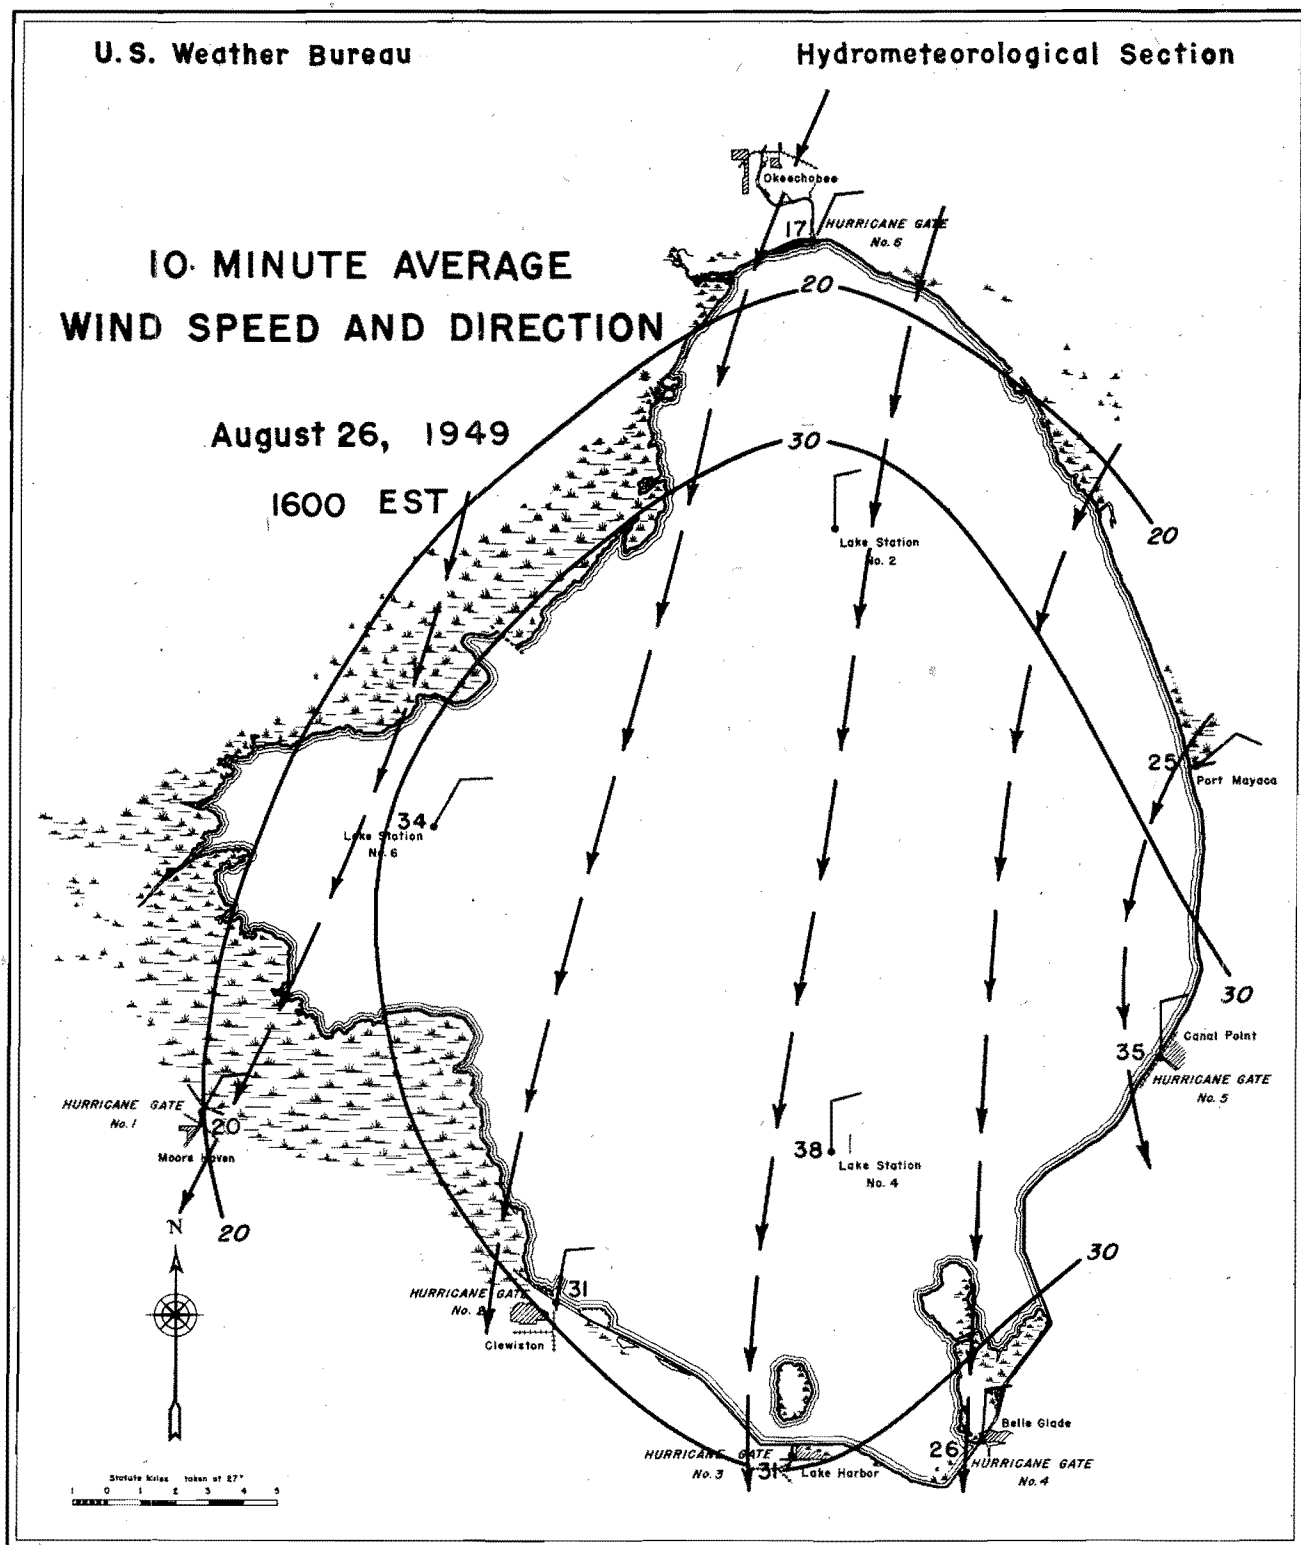 U.S. Weather Bureau
Hydrometeorological Section
Okeechobee
17
HURRICANE GATE
No. 6
10 MINUTE AVERAGE
WIND SPEED AND DIRECTION
20
August 26, 1949
30
1600 EST
20
Lake Station
No. 2
25
Port Mayaca
34
Lake Station
No. 6
30
Canal Point
35
HURRICANE GATE
No. 5
HURRICANE GATE
No. 1
20
Moore Haven
38
Lake Station
No. 4
20
N
30
31
HURRICANE GATE
No. 2
Clewiston
Belle Glade
26
HURRICANE GATE
No. 4
HURRICANE GATE
No. 3
31
Lake Harbor
Statute Miles taken at 27°
1 0 1 2 3 4 5